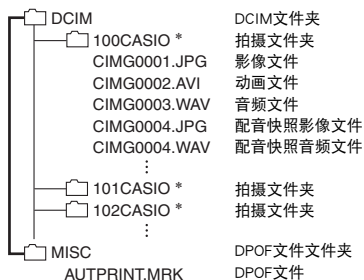 DCIM DCIM文件夹
100CASIO * 拍摄文件夹
CIMG0001.JPG 影像文件
CIMG0002.AVI 动画文件
CIMG0003.WAV 音频文件
CIMG0004.JPG 配音快照影像文件
CIMG0004.WAV 配音快照音频文件
⋮
101CASIO * 拍摄文件夹
102CASIO * 拍摄文件夹
⋮
MISC DPOF文件文件夹
AUTPRINT.MRK DPOF文件